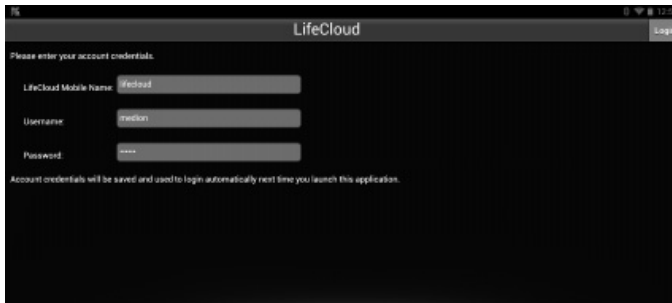 LifeCloud
Please enter your account credentials.
LifeCloud Mobile Name: lifecloud
Username: medion
Password: ----
Account credentials will be saved and used to login automatically next time you launch this application.